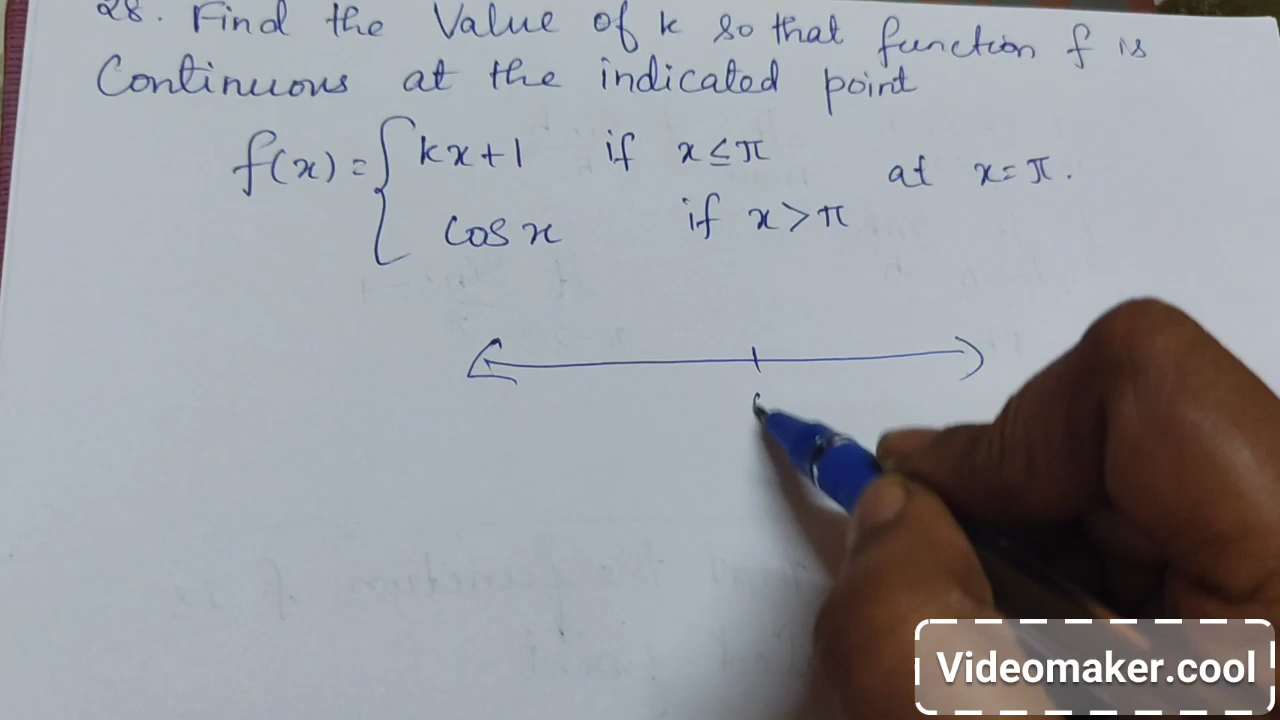 28. Find the Value of k so that function f is
Continuous at the indicated point
f(x) = { kx+1 if x ≤ π
cos x if x > π
at x = π.
Videomaker.cool